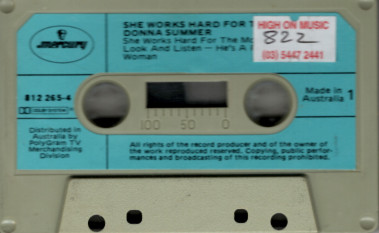 SHE WORKS HARD FOR T
DONNA SUMMER
She Works Hard For The Mo
Look And Listen — He's A
Woman
HIGH ON MUSIC
822
(03) 5447 2441
mercury
812 265-4
DOLBY SYSTEM
Made in
Australia 1
100 50 0
Distributed in
Australia by
PolyGram TV
Merchandising
Division
All rights of the record producer and of the owner of
the work reproduced reserved. Copying, public perfor-
mances and broadcasting of this recording prohibited.